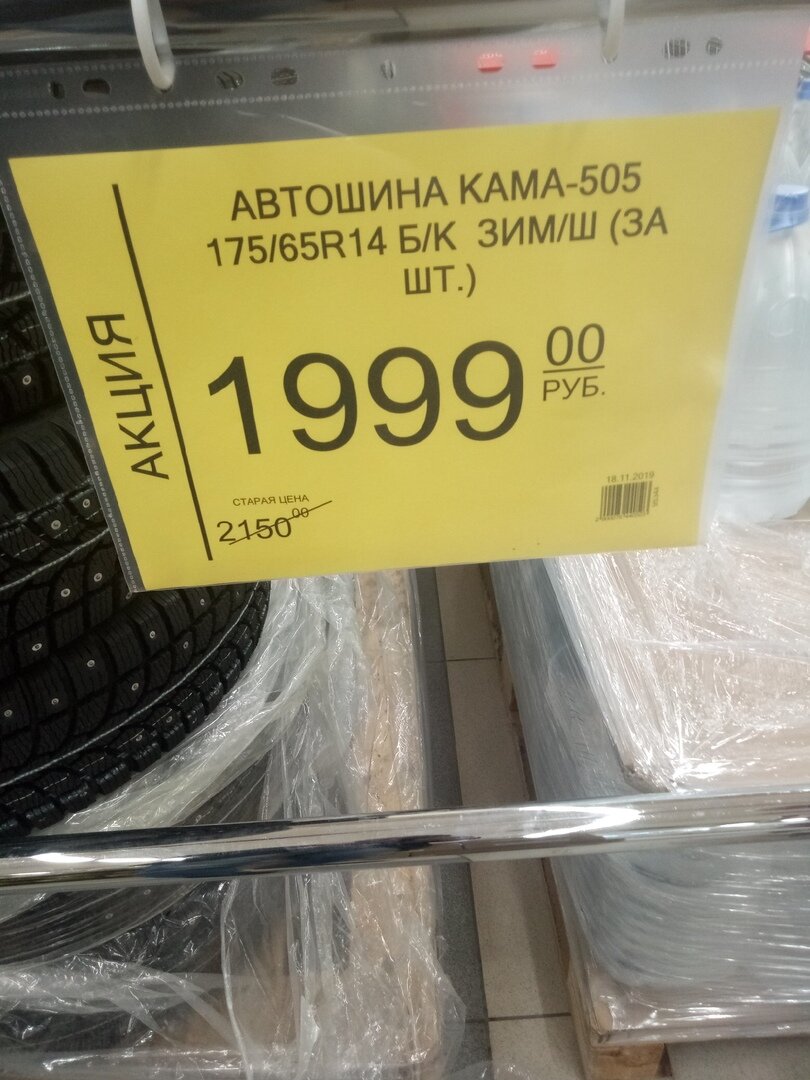 АКЦИЯ
АВТОШИНА КАМА-505
175/65R14 Б/К ЗИМ/Ш (ЗА
ШТ.)
1999 00
РУБ.
СТАРАЯ ЦЕНА
2150 00
18.11.2019